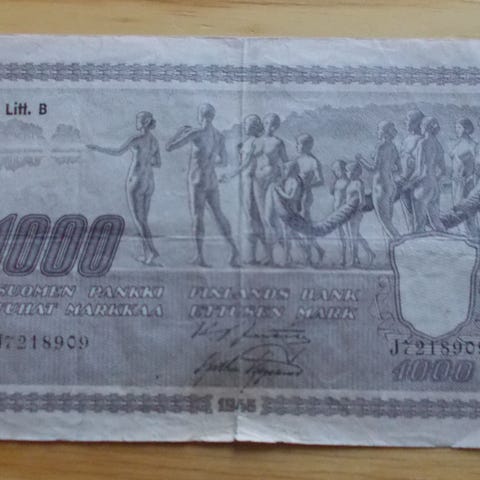 Litt. B
1000
SUOMEN PANKKI FINLANDS BANK
TUHAT MARKKAA ETTUSEN MARK
J7218909 J7218909
1000
1945